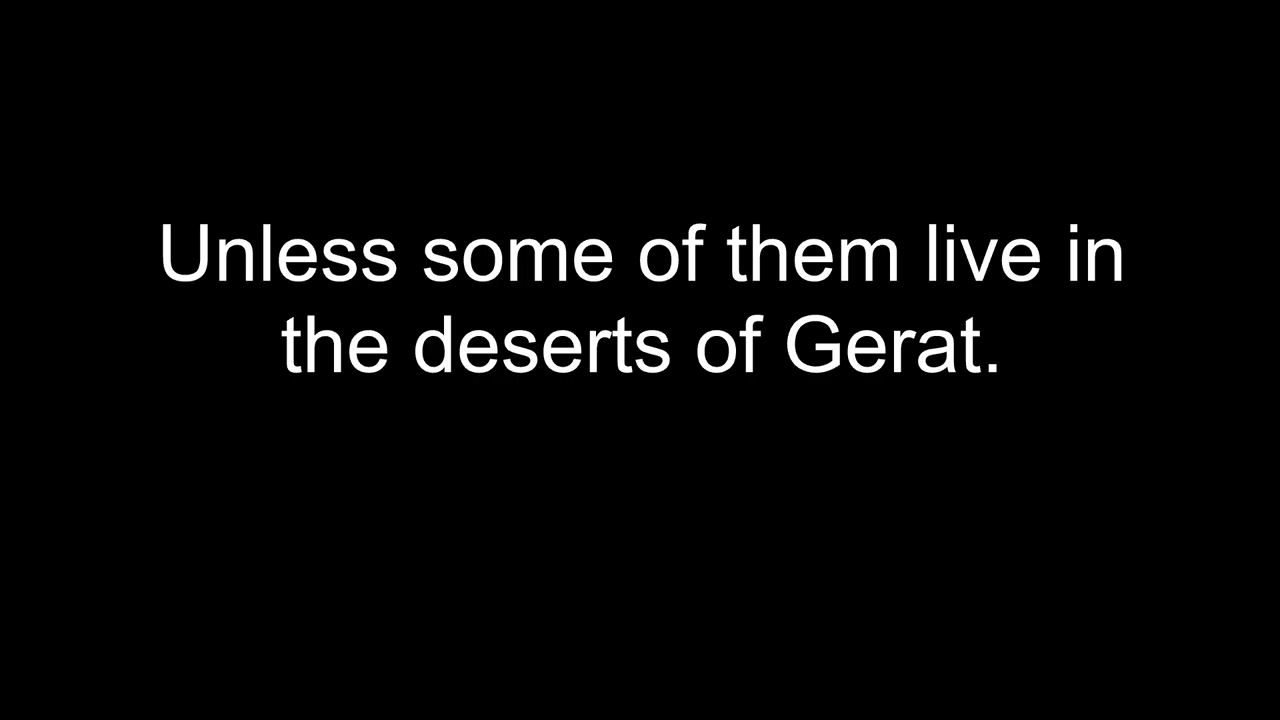 Unless some of them live in
the deserts of Gerat.